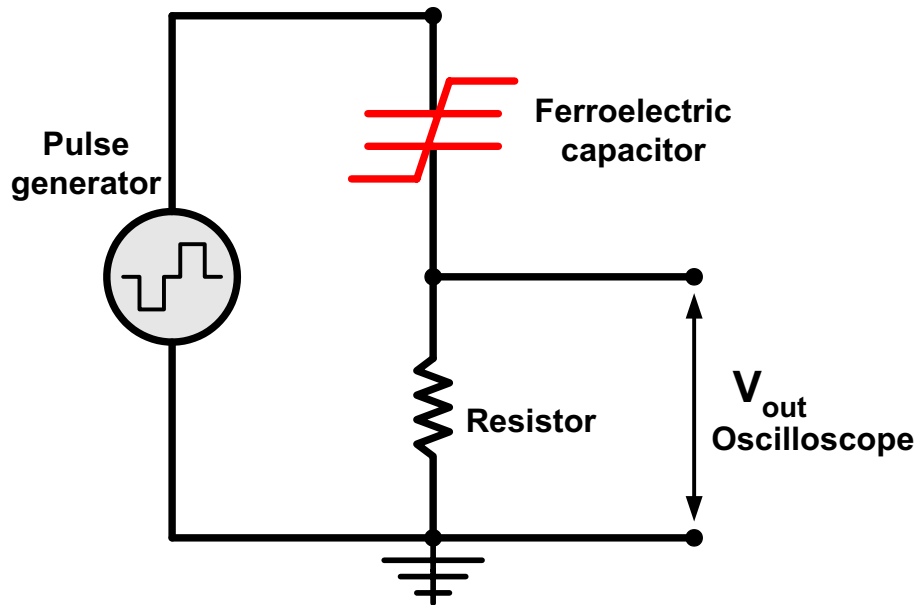 Pulse
generator
Ferroelectric
capacitor
Resistor
Vout
Oscilloscope